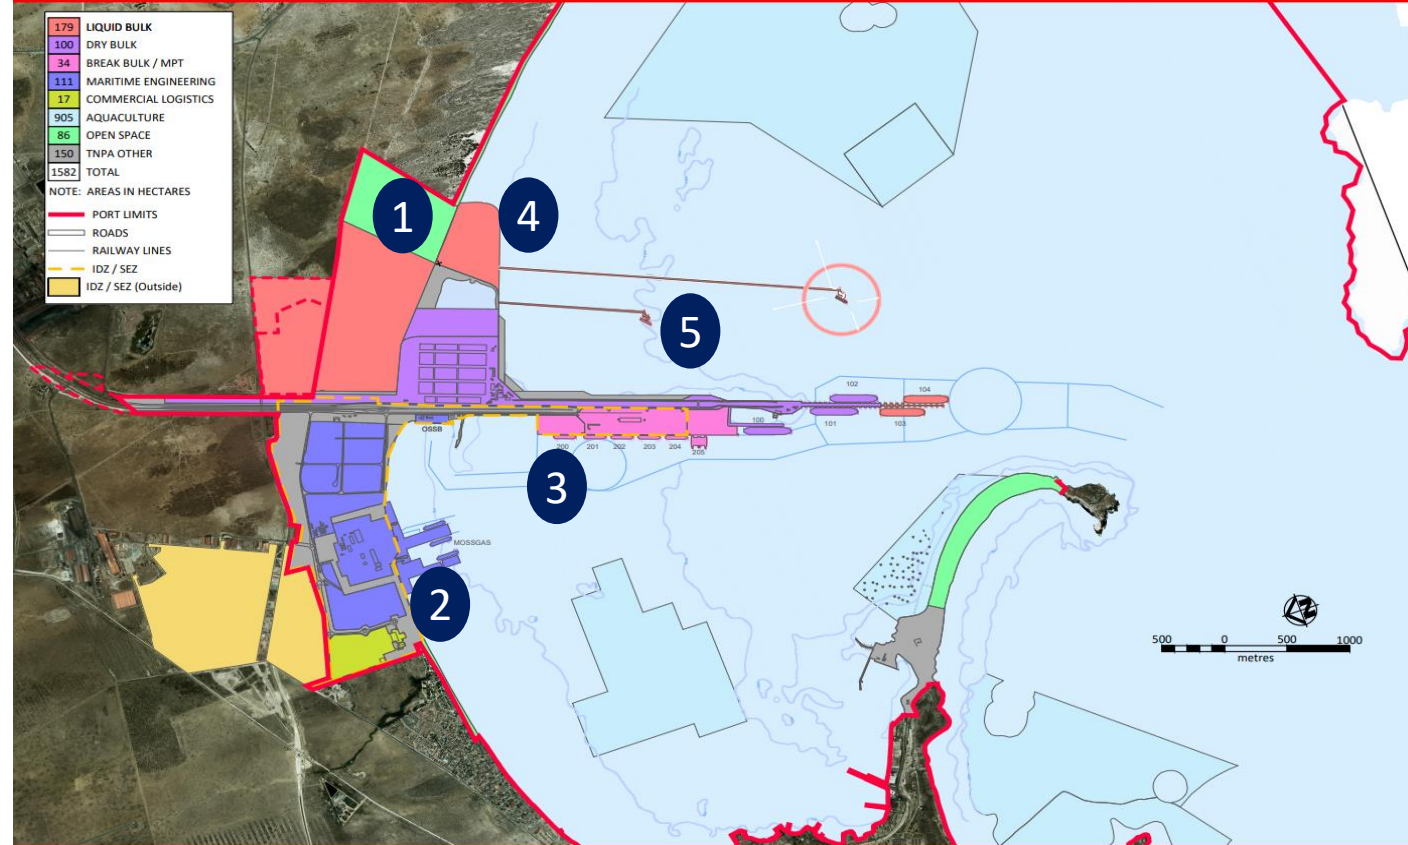 179 LIQUID BULK
100 DRY BULK
34 BREAK BULK / MPT
111 MARITIME ENGINEERING
17 COMMERCIAL LOGISTICS
905 AQUACULTURE
86 OPEN SPACE
150 TNPA OTHER
1582 TOTAL
NOTE: AREAS IN HECTARES
PORT LIMITS
ROADS
RAILWAY LINES
IDZ / SEZ
IDZ / SEZ (Outside)
1
4
5
102
104
101
103
100
OSSB
200
201
202
203
204
205
3
MOSSGAS
2
500 0 500 1000
metres